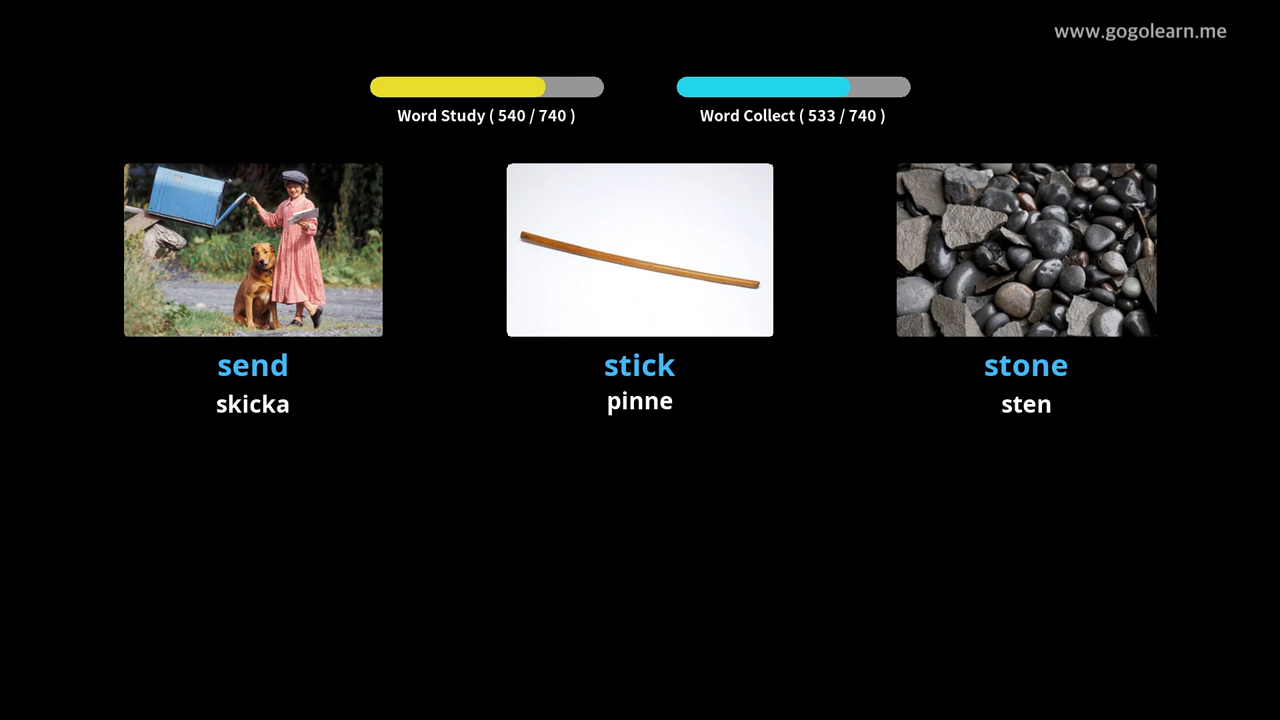 www.gogolearn.me
Word Study ( 540 / 740 )
Word Collect ( 533 / 740 )
send
stick
stone
skicka
pinne
sten